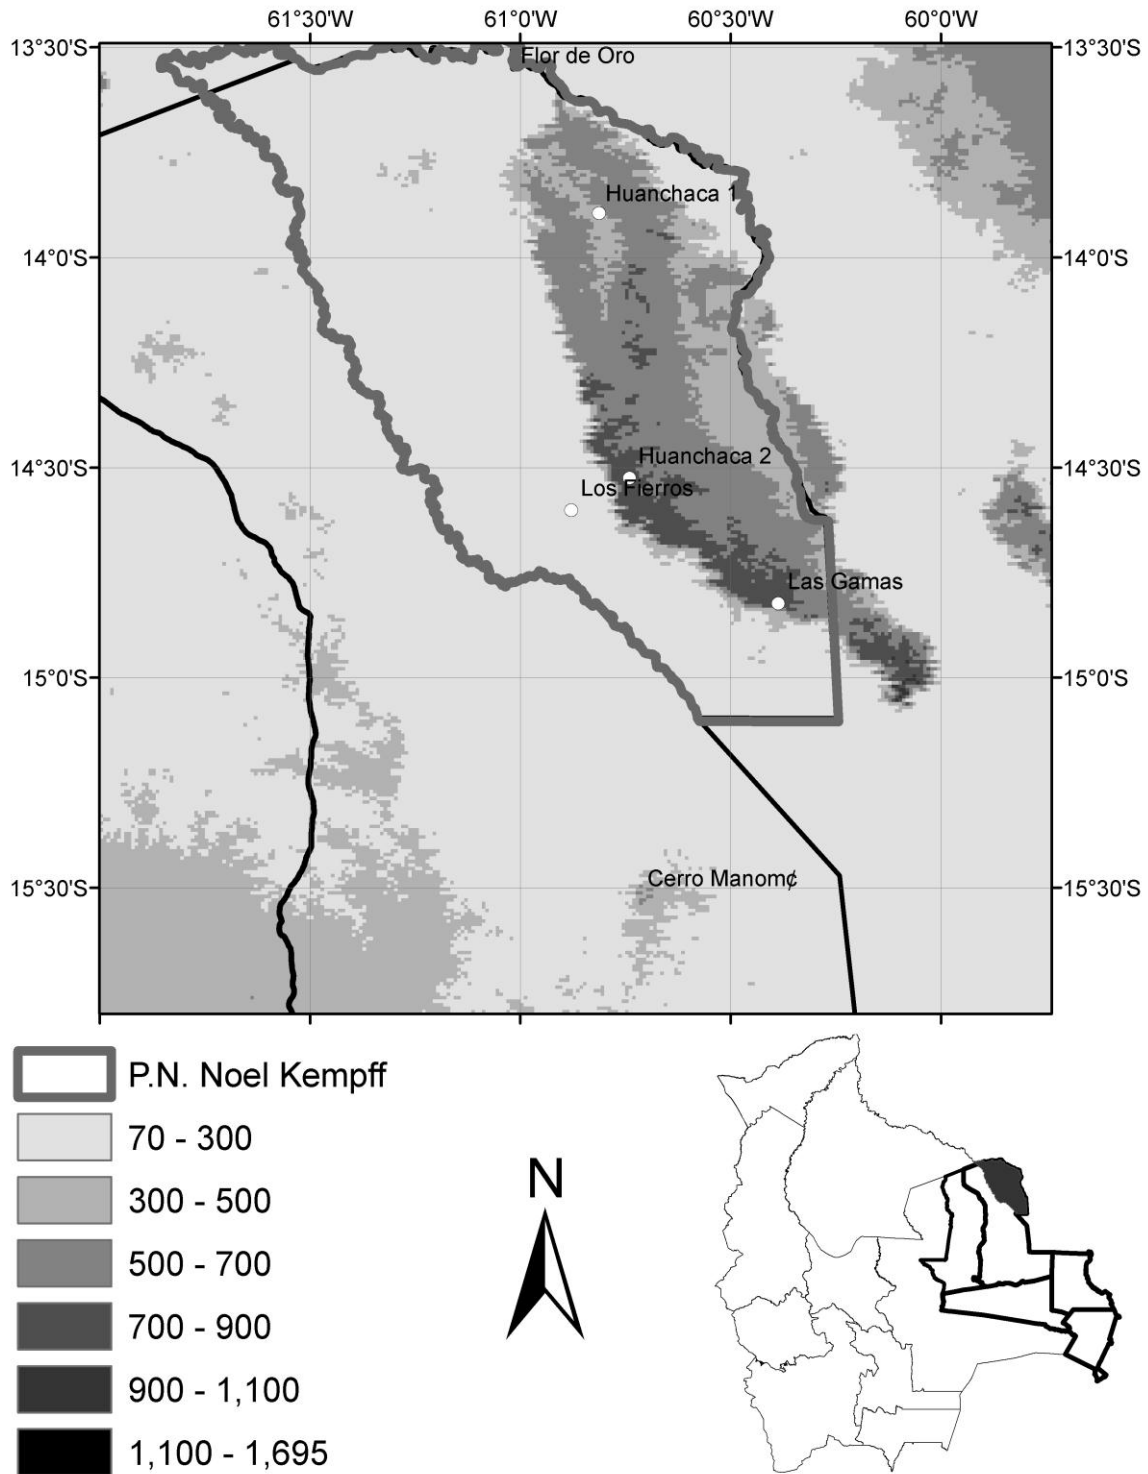 61°30'W 61°0'W 60°30'W 60°0'W
13°30'S 13°30'S
Flor de Oro
Huanchaca 1
14°0'S 14°0'S
14°30'S 14°30'S
Huanchaca 2
Los Fierros
Las Gamas
15°0'S 15°0'S
15°30'S 15°30'S
Cerro Manom¢
P.N. Noel Kempff
70 - 300
300 - 500
500 - 700
700 - 900
900 - 1,100
1,100 - 1,695
N